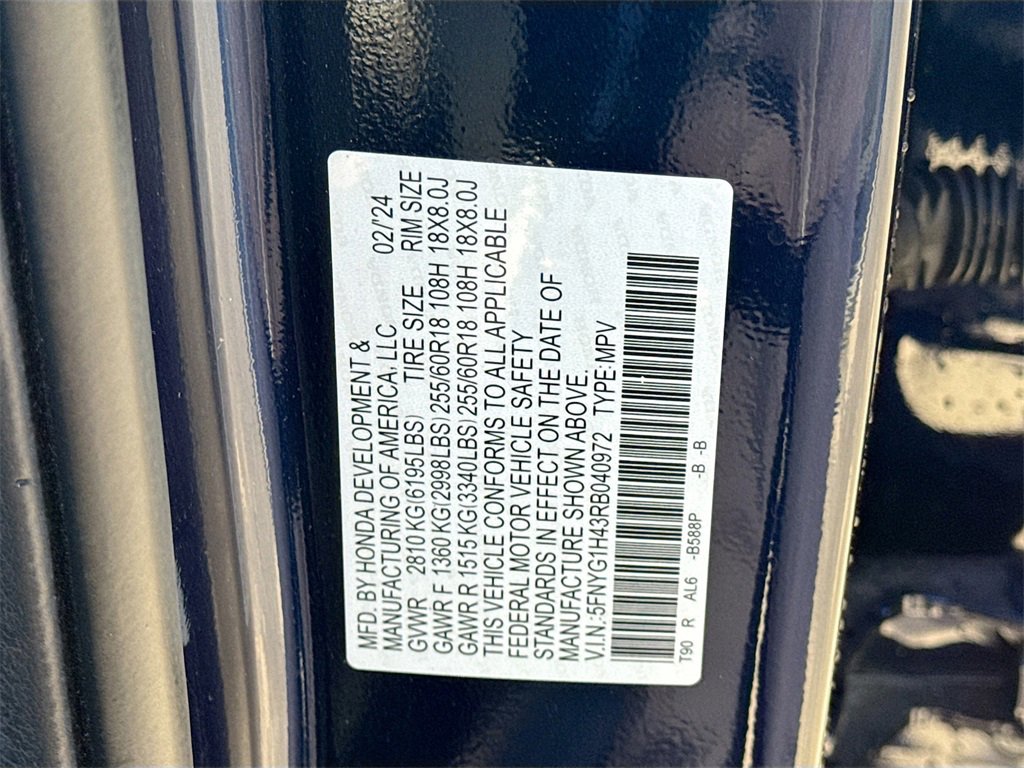 MFD. BY HONDA DEVELOPMENT &
MANUFACTURING OF AMERICA, LLC 02/'24
GVWR 2810 KG(6195LBS) TIRE SIZE RIM SIZE
GAWR F 1360 KG(2998LBS) 255/60R18 108H 18X8.0J
GAWR R 1515 KG(3340LBS) 255/60R18 108H 18X8.0J
THIS VEHICLE CONFORMS TO ALL APPLICABLE
FEDERAL MOTOR VEHICLE SAFETY
STANDARDS IN EFFECT ON THE DATE OF
MANUFACTURE SHOWN ABOVE.
V.I.N.:5FNYG1H43RB040972 TYPE:MPV
T90 R AL6 -B588P -B -B